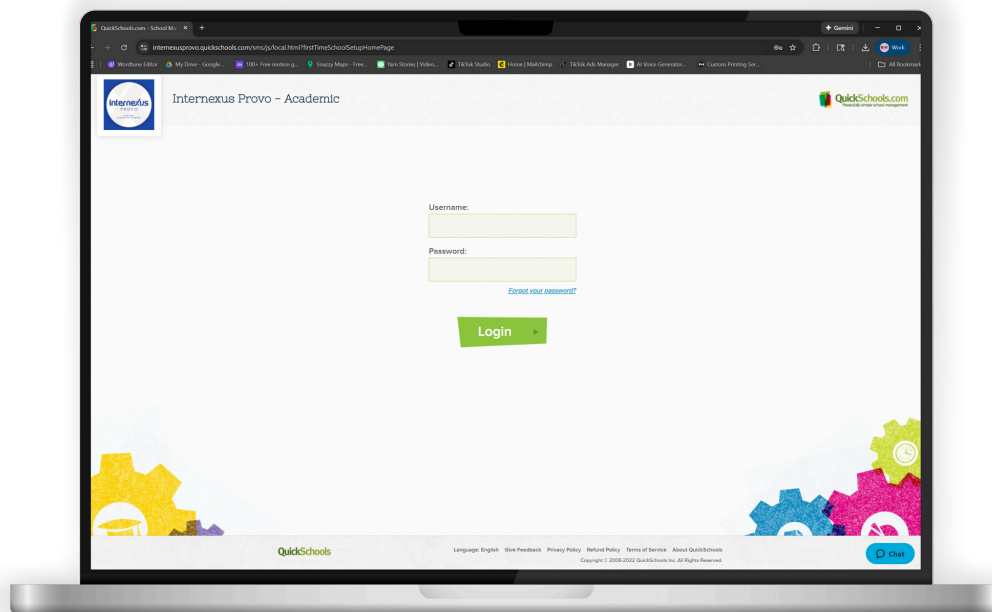 QuickSchools.com - School Ma
Gemini
internexusprovo.quickschools.com/sms/js/local.html?firstTimeSchoolSetupHomePage
Work
Wordtune Editor
My Drive - Google...
100+ Free motion g...
Snazzy Maps - Free...
Yarn Stories | Video...
TikTok Studio
Home | Mailchimp
TikTok Ads Manager
AI Voice Generator...
Custom Printing Ser...
All Bookmark
Internexus
PROVO
Internexus Provo - Academic
QuickSchools.com
Powerfully simple school management
Username:
Password:
Forgot your password?
Login
QuickSchools
Language: English Give Feedback Privacy Policy Refund Policy Terms of Service About QuickSchools
Copyright © 2008-2022 QuickSchools Inc. All Rights Reserved.
Chat